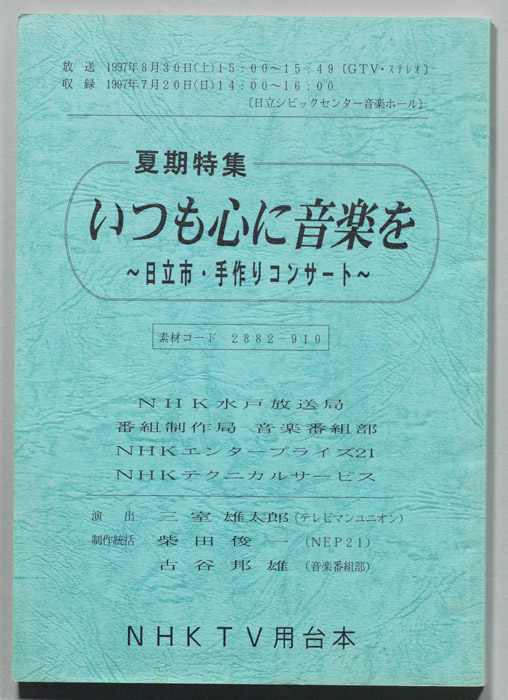 放送 1997年8月30日(土)15:00〜15:49〔GTV・ステレオ〕
収録 1997年7月20日(日)14:00〜16:00
〔日立シビックセンター音楽ホール〕
夏期特集
いつも心に音楽を
〜日立市・手作りコンサート〜
素材コード 2882-910
NHK水戸放送局
番組制作局 音楽番組部
NHKエンタープライズ21
NHKテクニカルサービス
演出 三室雄太郎(テレビマンユニオン)
制作統括 柴田俊一(NEP21)
古谷邦雄(音楽番組部)
NHKTV用台本